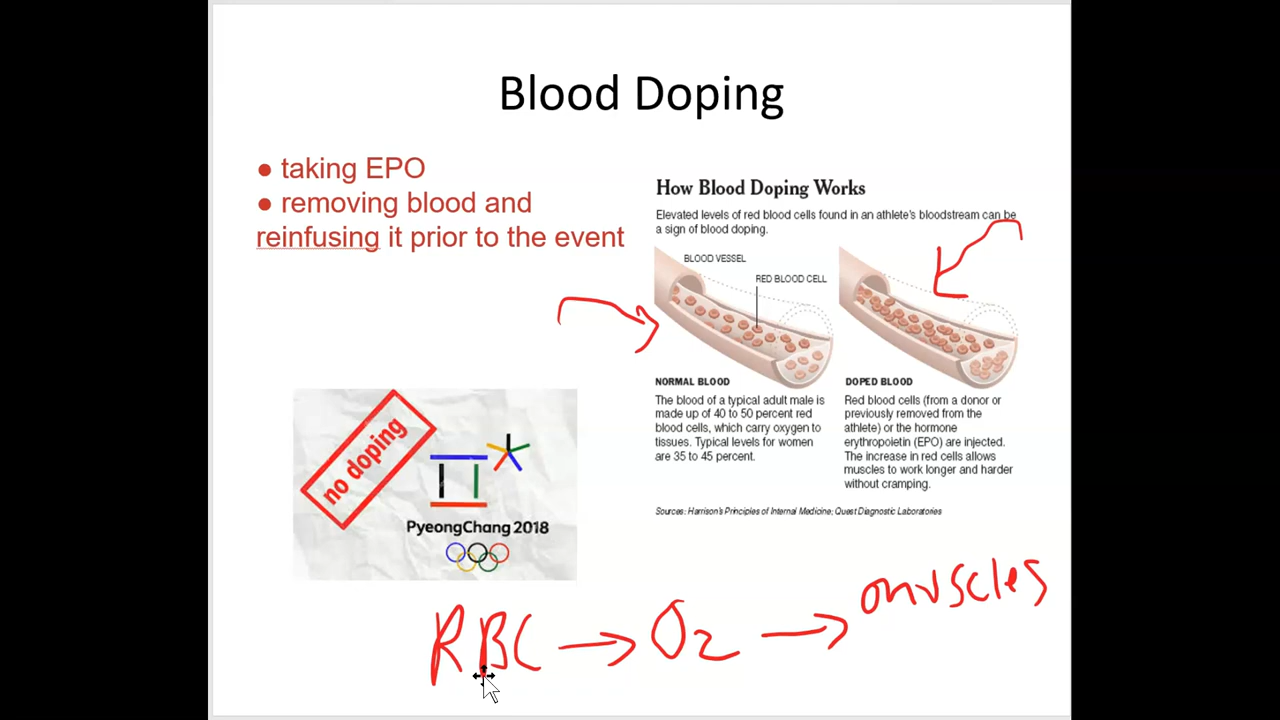 Blood Doping
● taking EPO
● removing blood and
reinfusing it prior to the event
How Blood Doping Works
Elevated levels of red blood cells found in an athlete's bloodstream can be
a sign of blood doping.
BLOOD VESSEL
RED BLOOD CELL
NORMAL BLOOD
The blood of a typical adult male is
made up of 40 to 50 percent red
blood cells, which carry oxygen to
tissues. Typical levels for women
are 35 to 45 percent.
DOPED BLOOD
Red blood cells (from a donor or
previously removed from the
athlete) or the hormone
erythropoietin (EPO) are injected.
The increase in red cells allows
muscles to work longer and harder
without cramping.
Sources: Harrison's Principles of Internal Medicine; Quest Diagnostic Laboratories
no doping
PyeongChang 2018
RBC → O2 → muscles